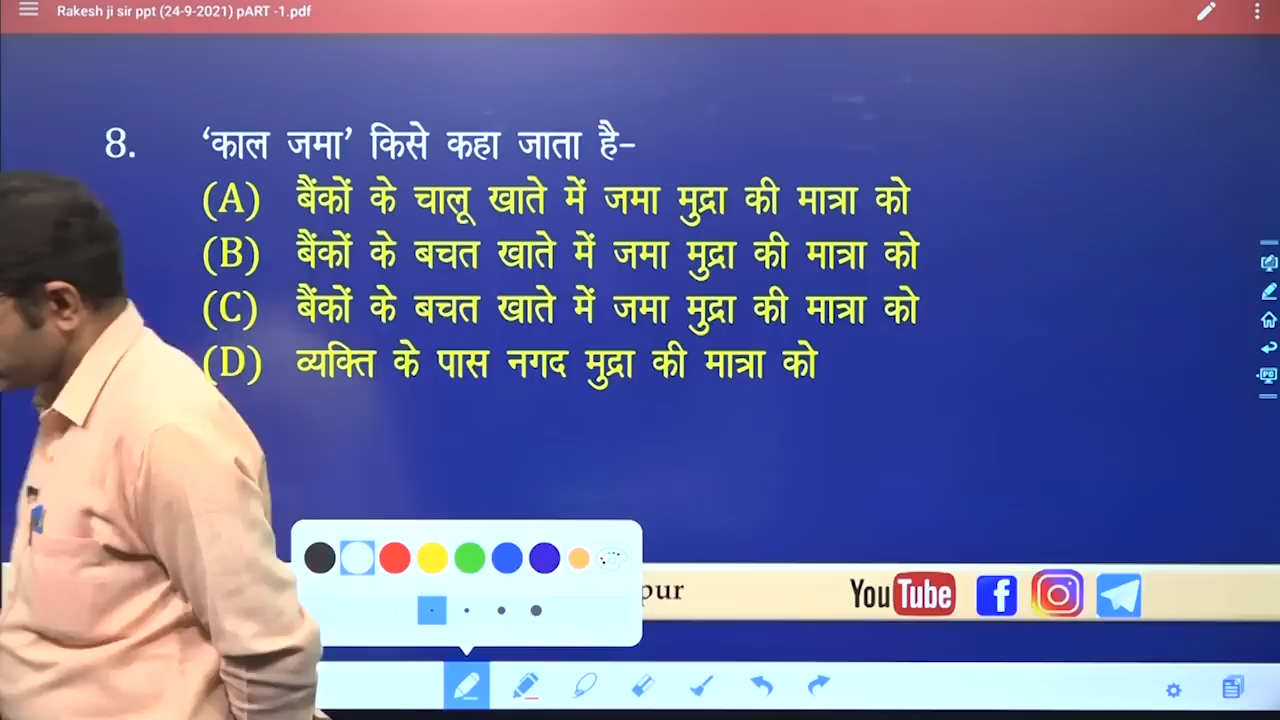 Rakesh ji sir ppt (24-9-2021) pART -1.pdf
8. ‘काल जमा’ किसे कहा जाता है-
(A) बैंकों के चालू खाते में जमा मुद्रा की मात्रा को
(B) बैंकों के बचत खाते में जमा मुद्रा की मात्रा को
(C) बैंकों के बचत खाते में जमा मुद्रा की मात्रा को
(D) व्यक्ति के पास नगद मुद्रा की मात्रा को
YouTube